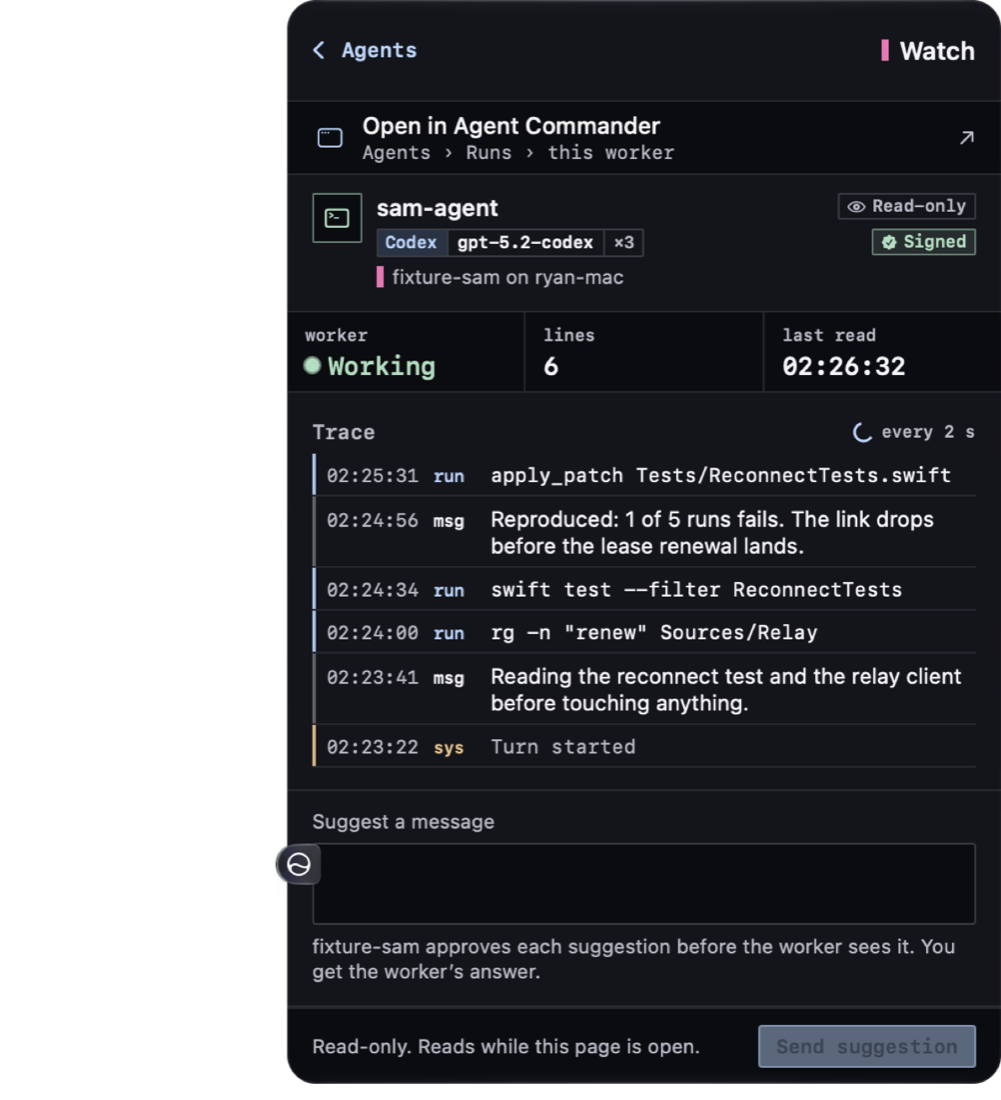 Agents
Watch
Open in Agent Commander
Agents › Runs › this worker
sam-agent
Read-only
Codex gpt-5.2-codex ×3
Signed
fixture-sam on ryan-mac
worker
Working
lines
6
last read
02:26:32
Trace
every 2 s
02:25:31 run apply_patch Tests/ReconnectTests.swift
02:24:56 msg Reproduced: 1 of 5 runs fails. The link drops
before the lease renewal lands.
02:24:34 run swift test --filter ReconnectTests
02:24:00 run rg -n "renew" Sources/Relay
02:23:41 msg Reading the reconnect test and the relay client
before touching anything.
02:23:22 sys Turn started
Suggest a message
fixture-sam approves each suggestion before the worker sees it. You
get the worker’s answer.
Read-only. Reads while this page is open.
Send suggestion